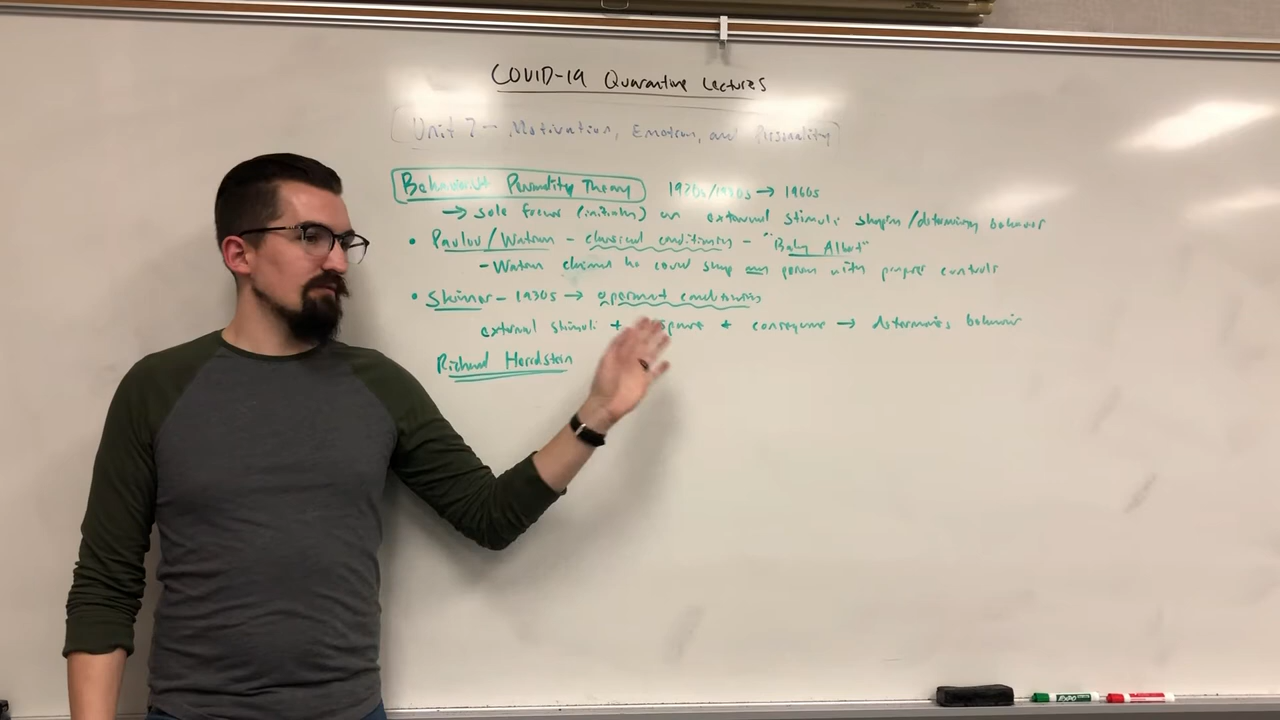 COVID-19 Quarantine Lectures
Unit 7 - Motivation, Emotion, and Personality
Behaviorist Personality Theory 1920s/1930s → 1960s
→ sole focus (initially) on external stimuli shaping/determining behavior
• Pavlov/Watson - classical conditioning - "Baby Albert"
- Watson claimed he could shape any person with proper controls
• Skinner - 1930s → operant conditioning
external stimuli + + consequence → determines behavior
Richard Herrnstein
EXPO
EXPO